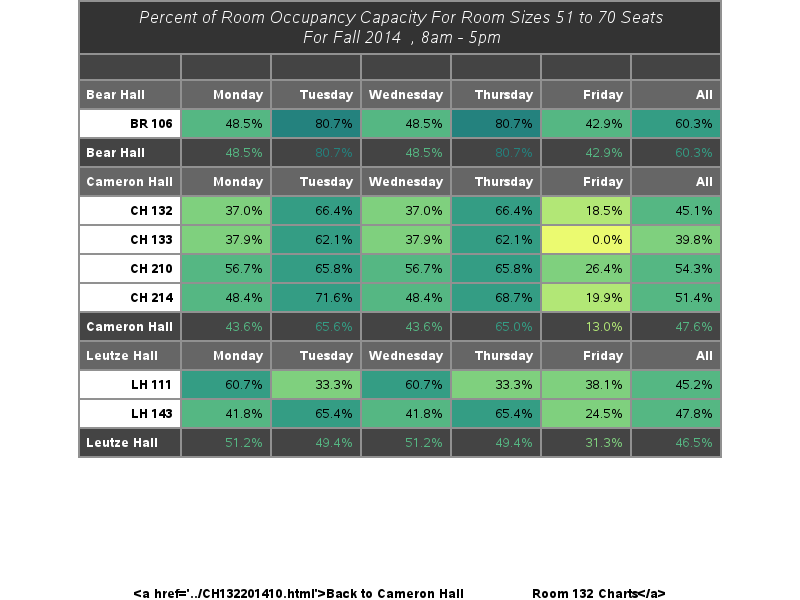 Percent of Room Occupancy Capacity For Room Sizes 51 to 70 Seats
For Fall 2014 , 8am - 5pm
Bear Hall Monday Tuesday Wednesday Thursday Friday All
BR 106 48.5% 80.7% 48.5% 80.7% 42.9% 60.3%
Bear Hall 48.5% 80.7% 48.5% 80.7% 42.9% 60.3%
Cameron Hall Monday Tuesday Wednesday Thursday Friday All
CH 132 37.0% 66.4% 37.0% 66.4% 18.5% 45.1%
CH 133 37.9% 62.1% 37.9% 62.1% 0.0% 39.8%
CH 210 56.7% 65.8% 56.7% 65.8% 26.4% 54.3%
CH 214 48.4% 71.6% 48.4% 68.7% 19.9% 51.4%
Cameron Hall 43.6% 65.6% 43.6% 65.0% 13.0% 47.6%
Leutze Hall Monday Tuesday Wednesday Thursday Friday All
LH 111 60.7% 33.3% 60.7% 33.3% 38.1% 45.2%
LH 143 41.8% 65.4% 41.8% 65.4% 24.5% 47.8%
Leutze Hall 51.2% 49.4% 51.2% 49.4% 31.3% 46.5%
<a href='../CH132201410.html'>Back to Cameron Hall Room 132 Charts</a>